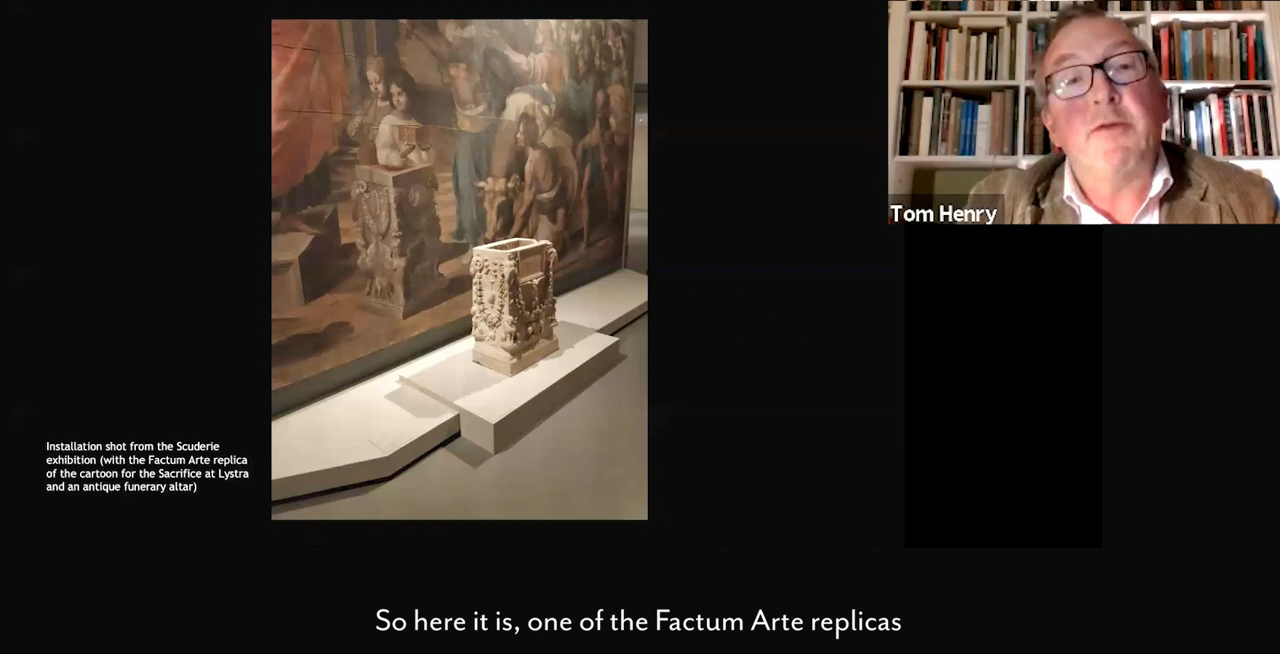 Tom Henry
Installation shot from the Scuderie
exhibition (with the Factum Arte replica
of the cartoon for the Sacrifice at Lystra
and an antique funerary altar)
So here it is, one of the Factum Arte replicas